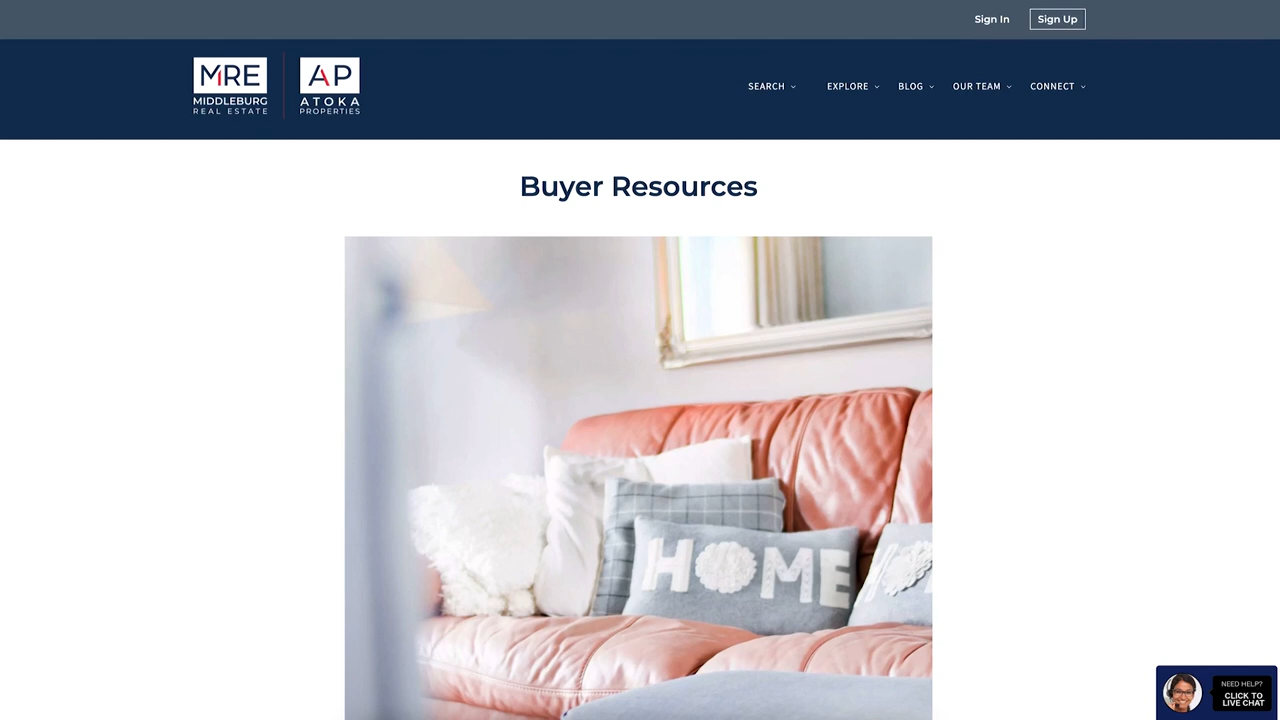 Sign In
Sign Up
MRE
MIDDLEBURG
REAL ESTATE
AP
ATOKA
PROPERTIES
SEARCH
EXPLORE
BLOG
OUR TEAM
CONNECT
Buyer Resources
HOME
NEED HELP?
CLICK TO
LIVE CHAT